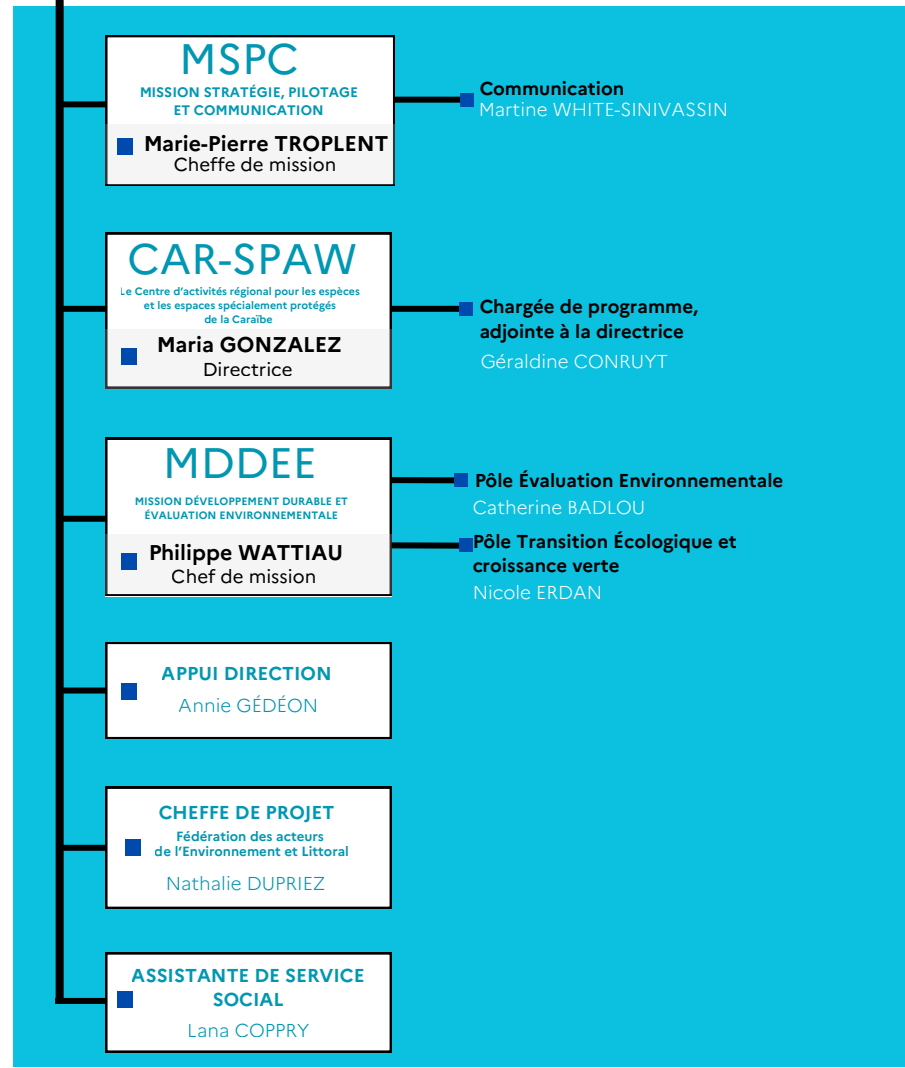 MSPC
MISSION STRATÉGIE, PILOTAGE
ET COMMUNICATION
Marie-Pierre TROPLENT
Cheffe de mission
Communication
Martine WHITE-SINIVASSIN
CAR-SPAW
Le Centre d'activités régional pour les espèces
et les espaces spécialement protégés
de la Caraïbe
Maria GONZALEZ
Directrice
Chargée de programme,
adjointe à la directrice
Géraldine CONRUYT
MDDEE
MISSION DÉVELOPPEMENT DURABLE ET
ÉVALUATION ENVIRONNEMENTALE
Philippe WATTIAU
Chef de mission
Pôle Évaluation Environnementale
Catherine BADLOU
Pôle Transition Écologique et
croissance verte
Nicole ERDAN
APPUI DIRECTION
Annie GÉDÉON
CHEFFE DE PROJET
Fédération des acteurs
de l'Environnement et Littoral
Nathalie DUPRIEZ
ASSISTANTE DE SERVICE
SOCIAL
Lana COPPRY